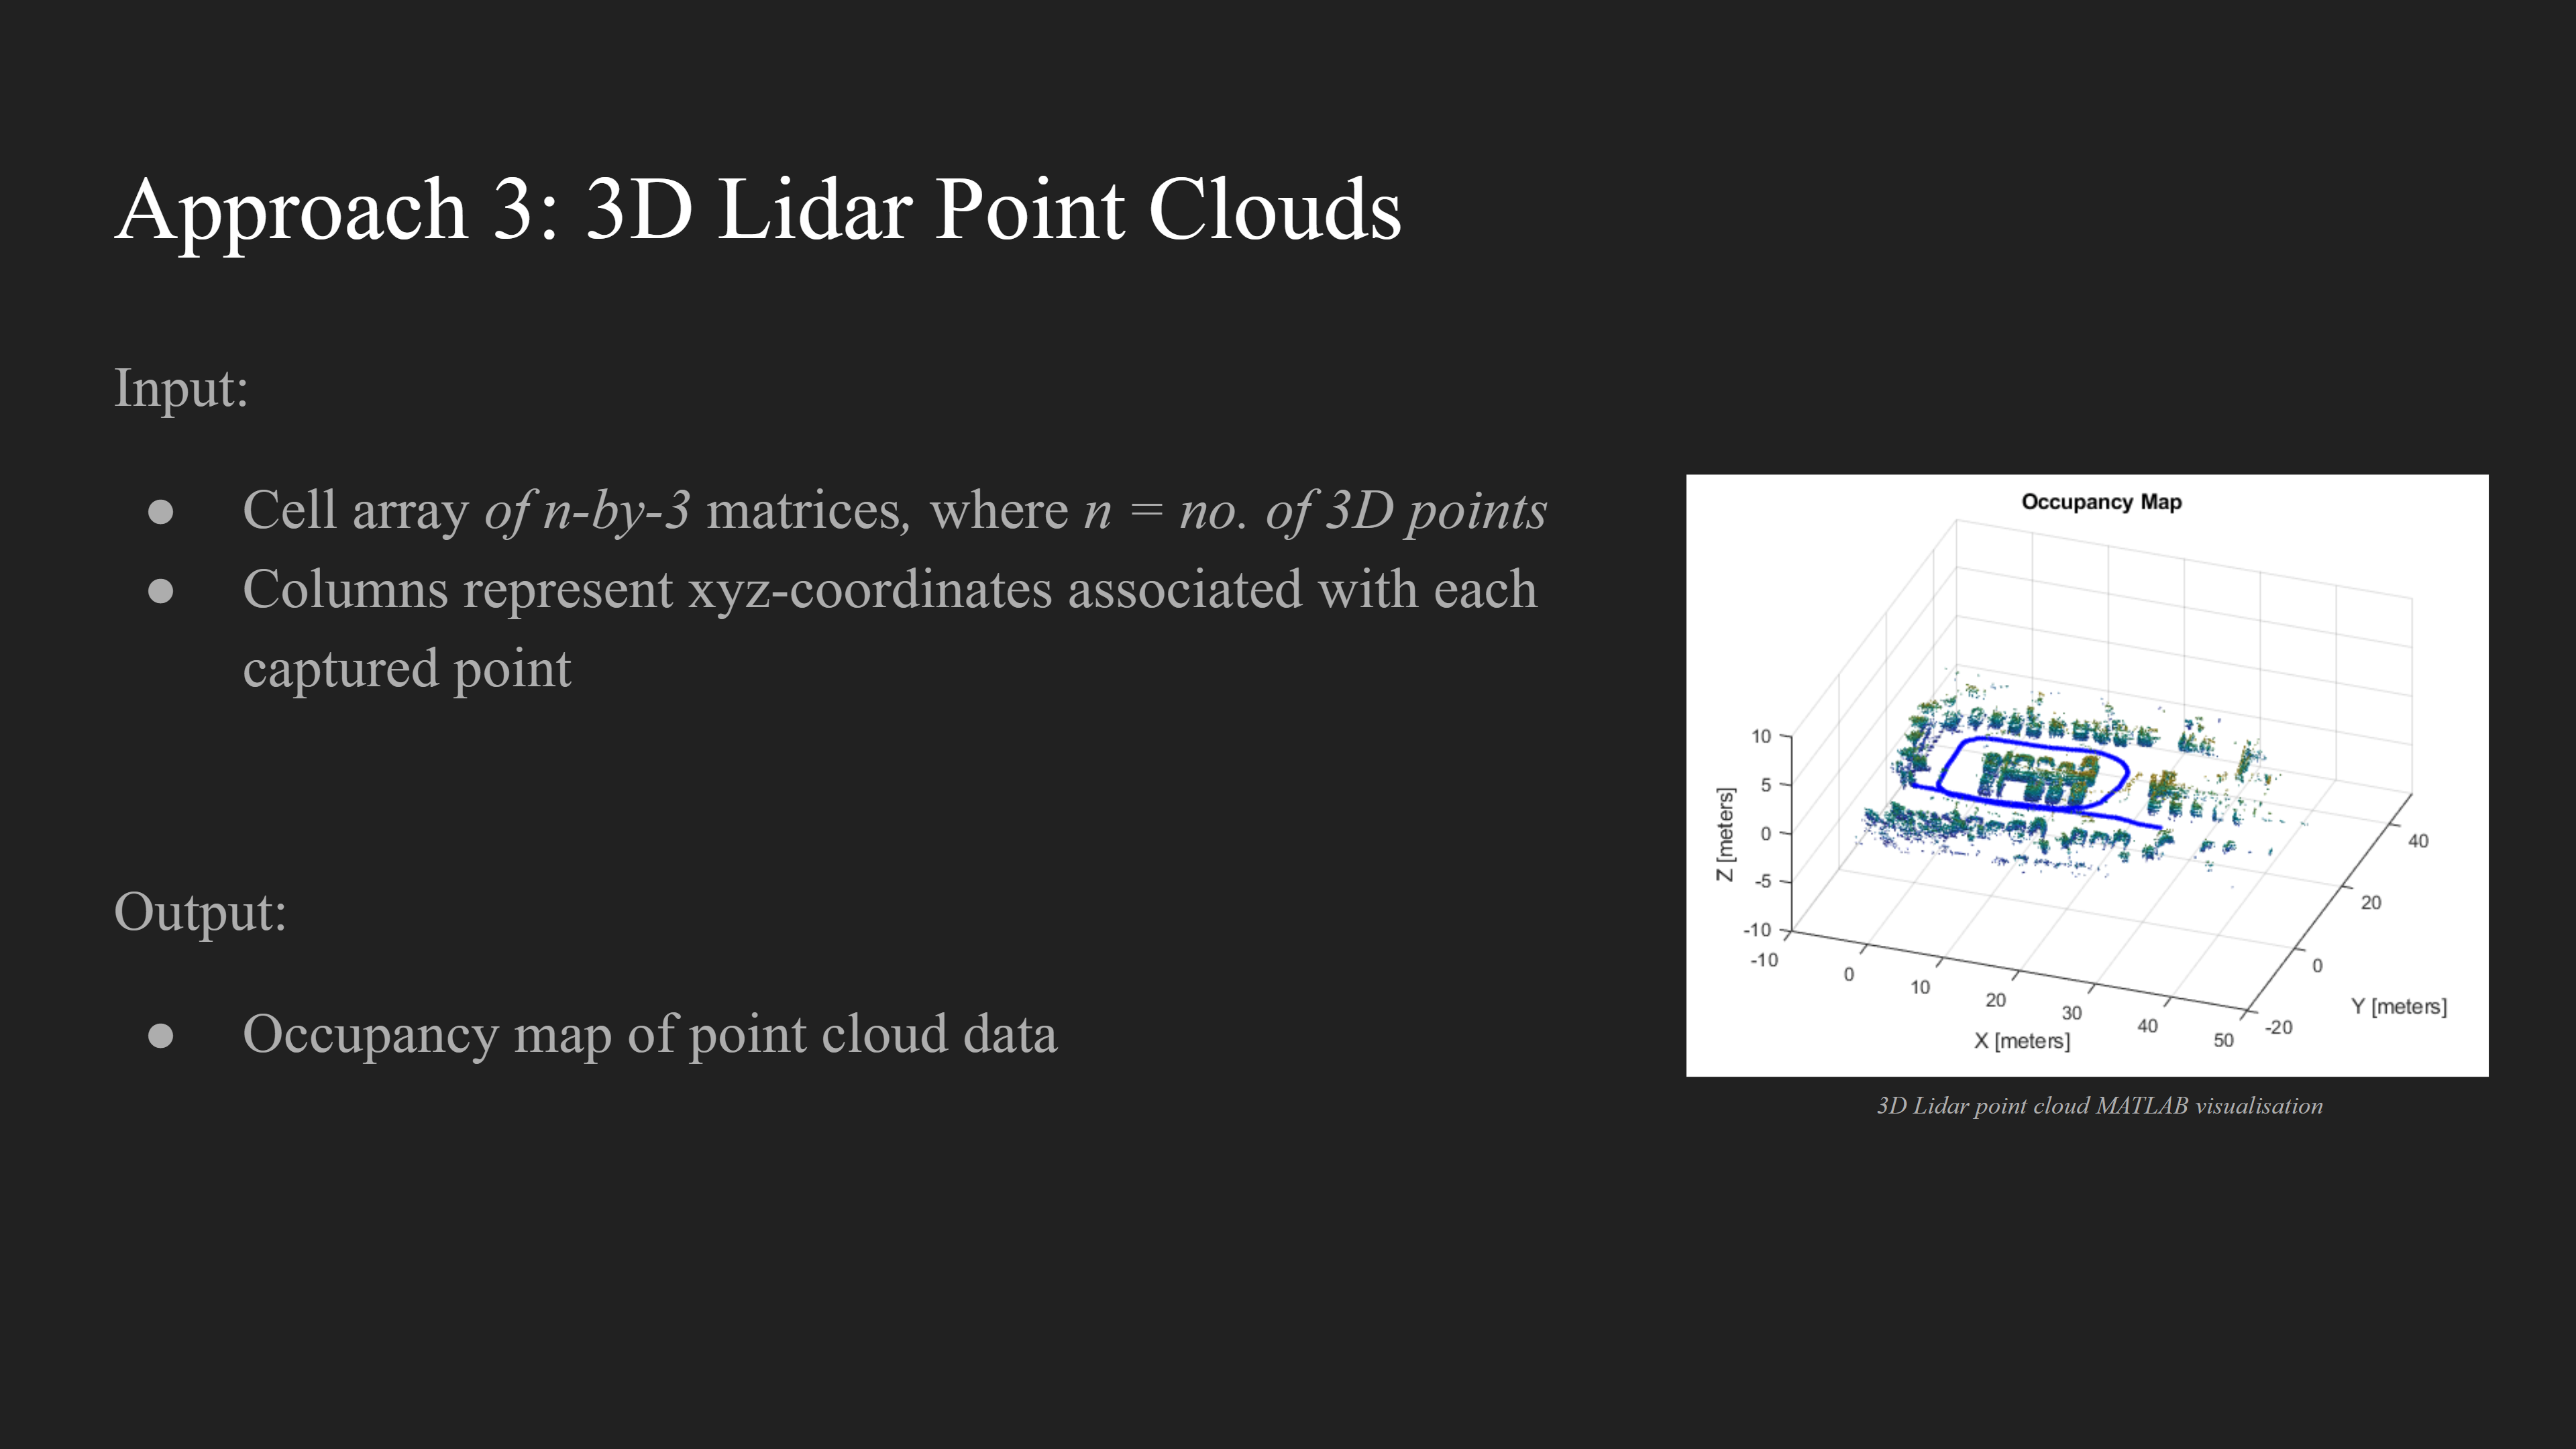 Approach 3: 3D Lidar Point Clouds
Input:
● Cell array of n-by-3 matrices, where n = no. of 3D points
● Columns represent xyz-coordinates associated with each
captured point
Output:
● Occupancy map of point cloud data
Occupancy Map
10
5
0
-5
-10
Z [meters]
-10
0
10
20
30
40
50
X [meters]
-20
0
20
40
Y [meters]
3D Lidar point cloud MATLAB visualisation